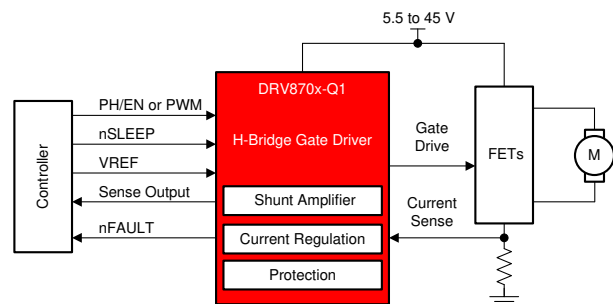 5.5 to 45 V
DRV870x-Q1
H-Bridge Gate Driver
Controller
PH/EN or PWM
nSLEEP
VREF
Sense Output
nFAULT
Shunt Amplifier
Current Regulation
Protection
Gate
Drive
Current
Sense
FETs
M